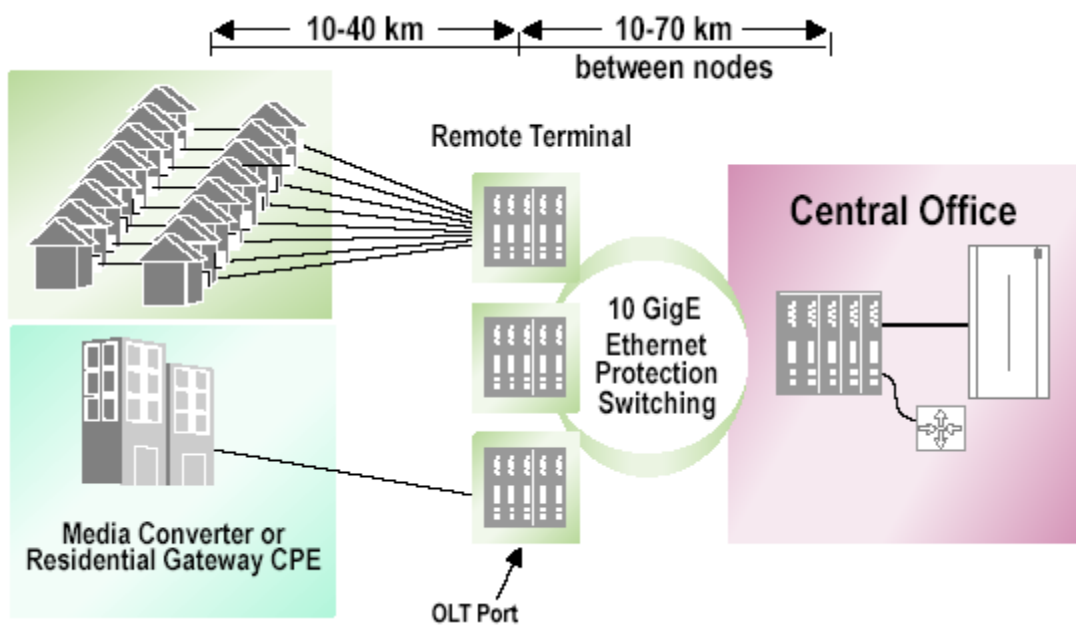 10-40 km
10-70 km
between nodes
Remote Terminal
Central Office
10 GigE
Ethernet
Protection
Switching
Media Converter or
Residential Gateway CPE
OLT Port